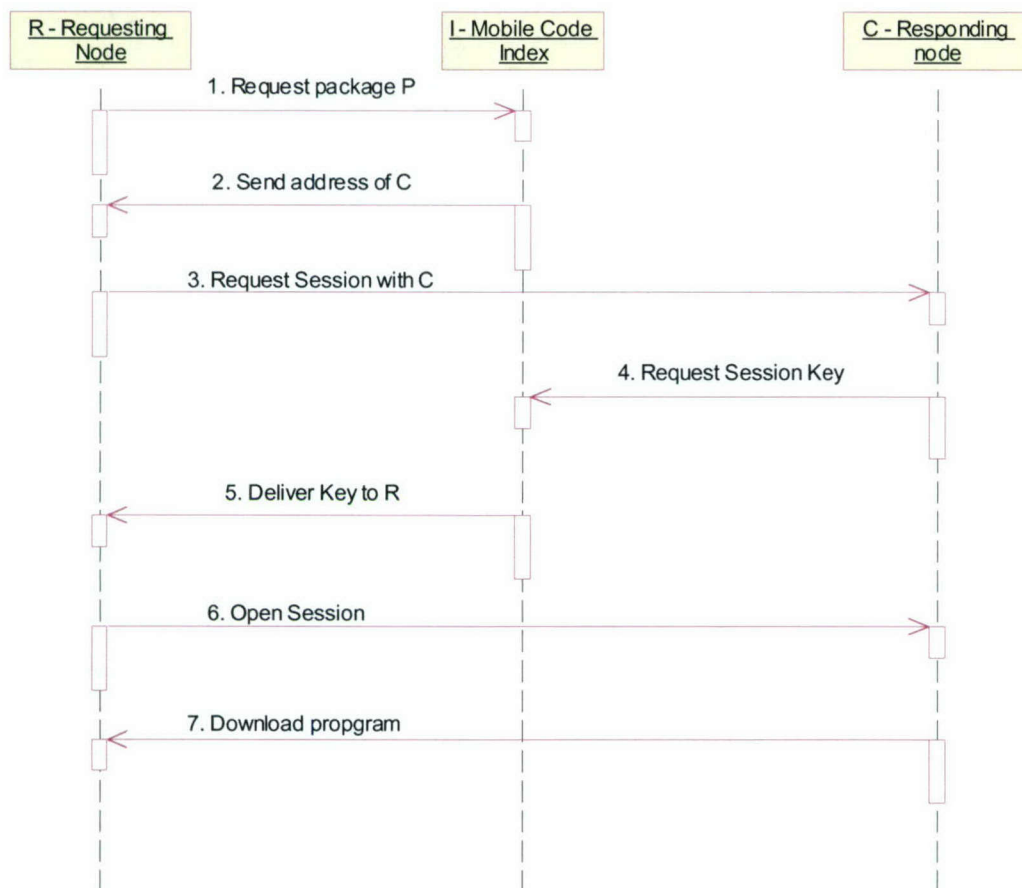 R - Requesting
Node
I - Mobile Code
Index
C - Responding
node
1. Request package P
2. Send address of C
3. Request Session with C
4. Request Session Key
5. Deliver Key to R
6. Open Session
7. Download propgram